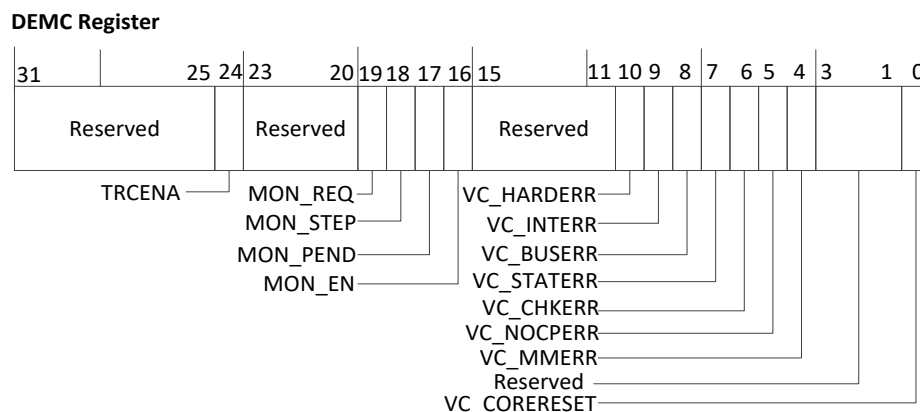 DEMC Register
31 25 24 23 20 19 18 17 16 15 11 10 9 8 7 6 5 4 3 1 0
Reserved Reserved Reserved
TRCENA MON_REQ VC_HARDERR
MON_STEP VC_INTERR
MON_PEND VC_BUSERR
MON_EN VC_STATERR
VC_CHKERR
VC_NOCPERR
VC_MMERR
Reserved
VC_CORERESET